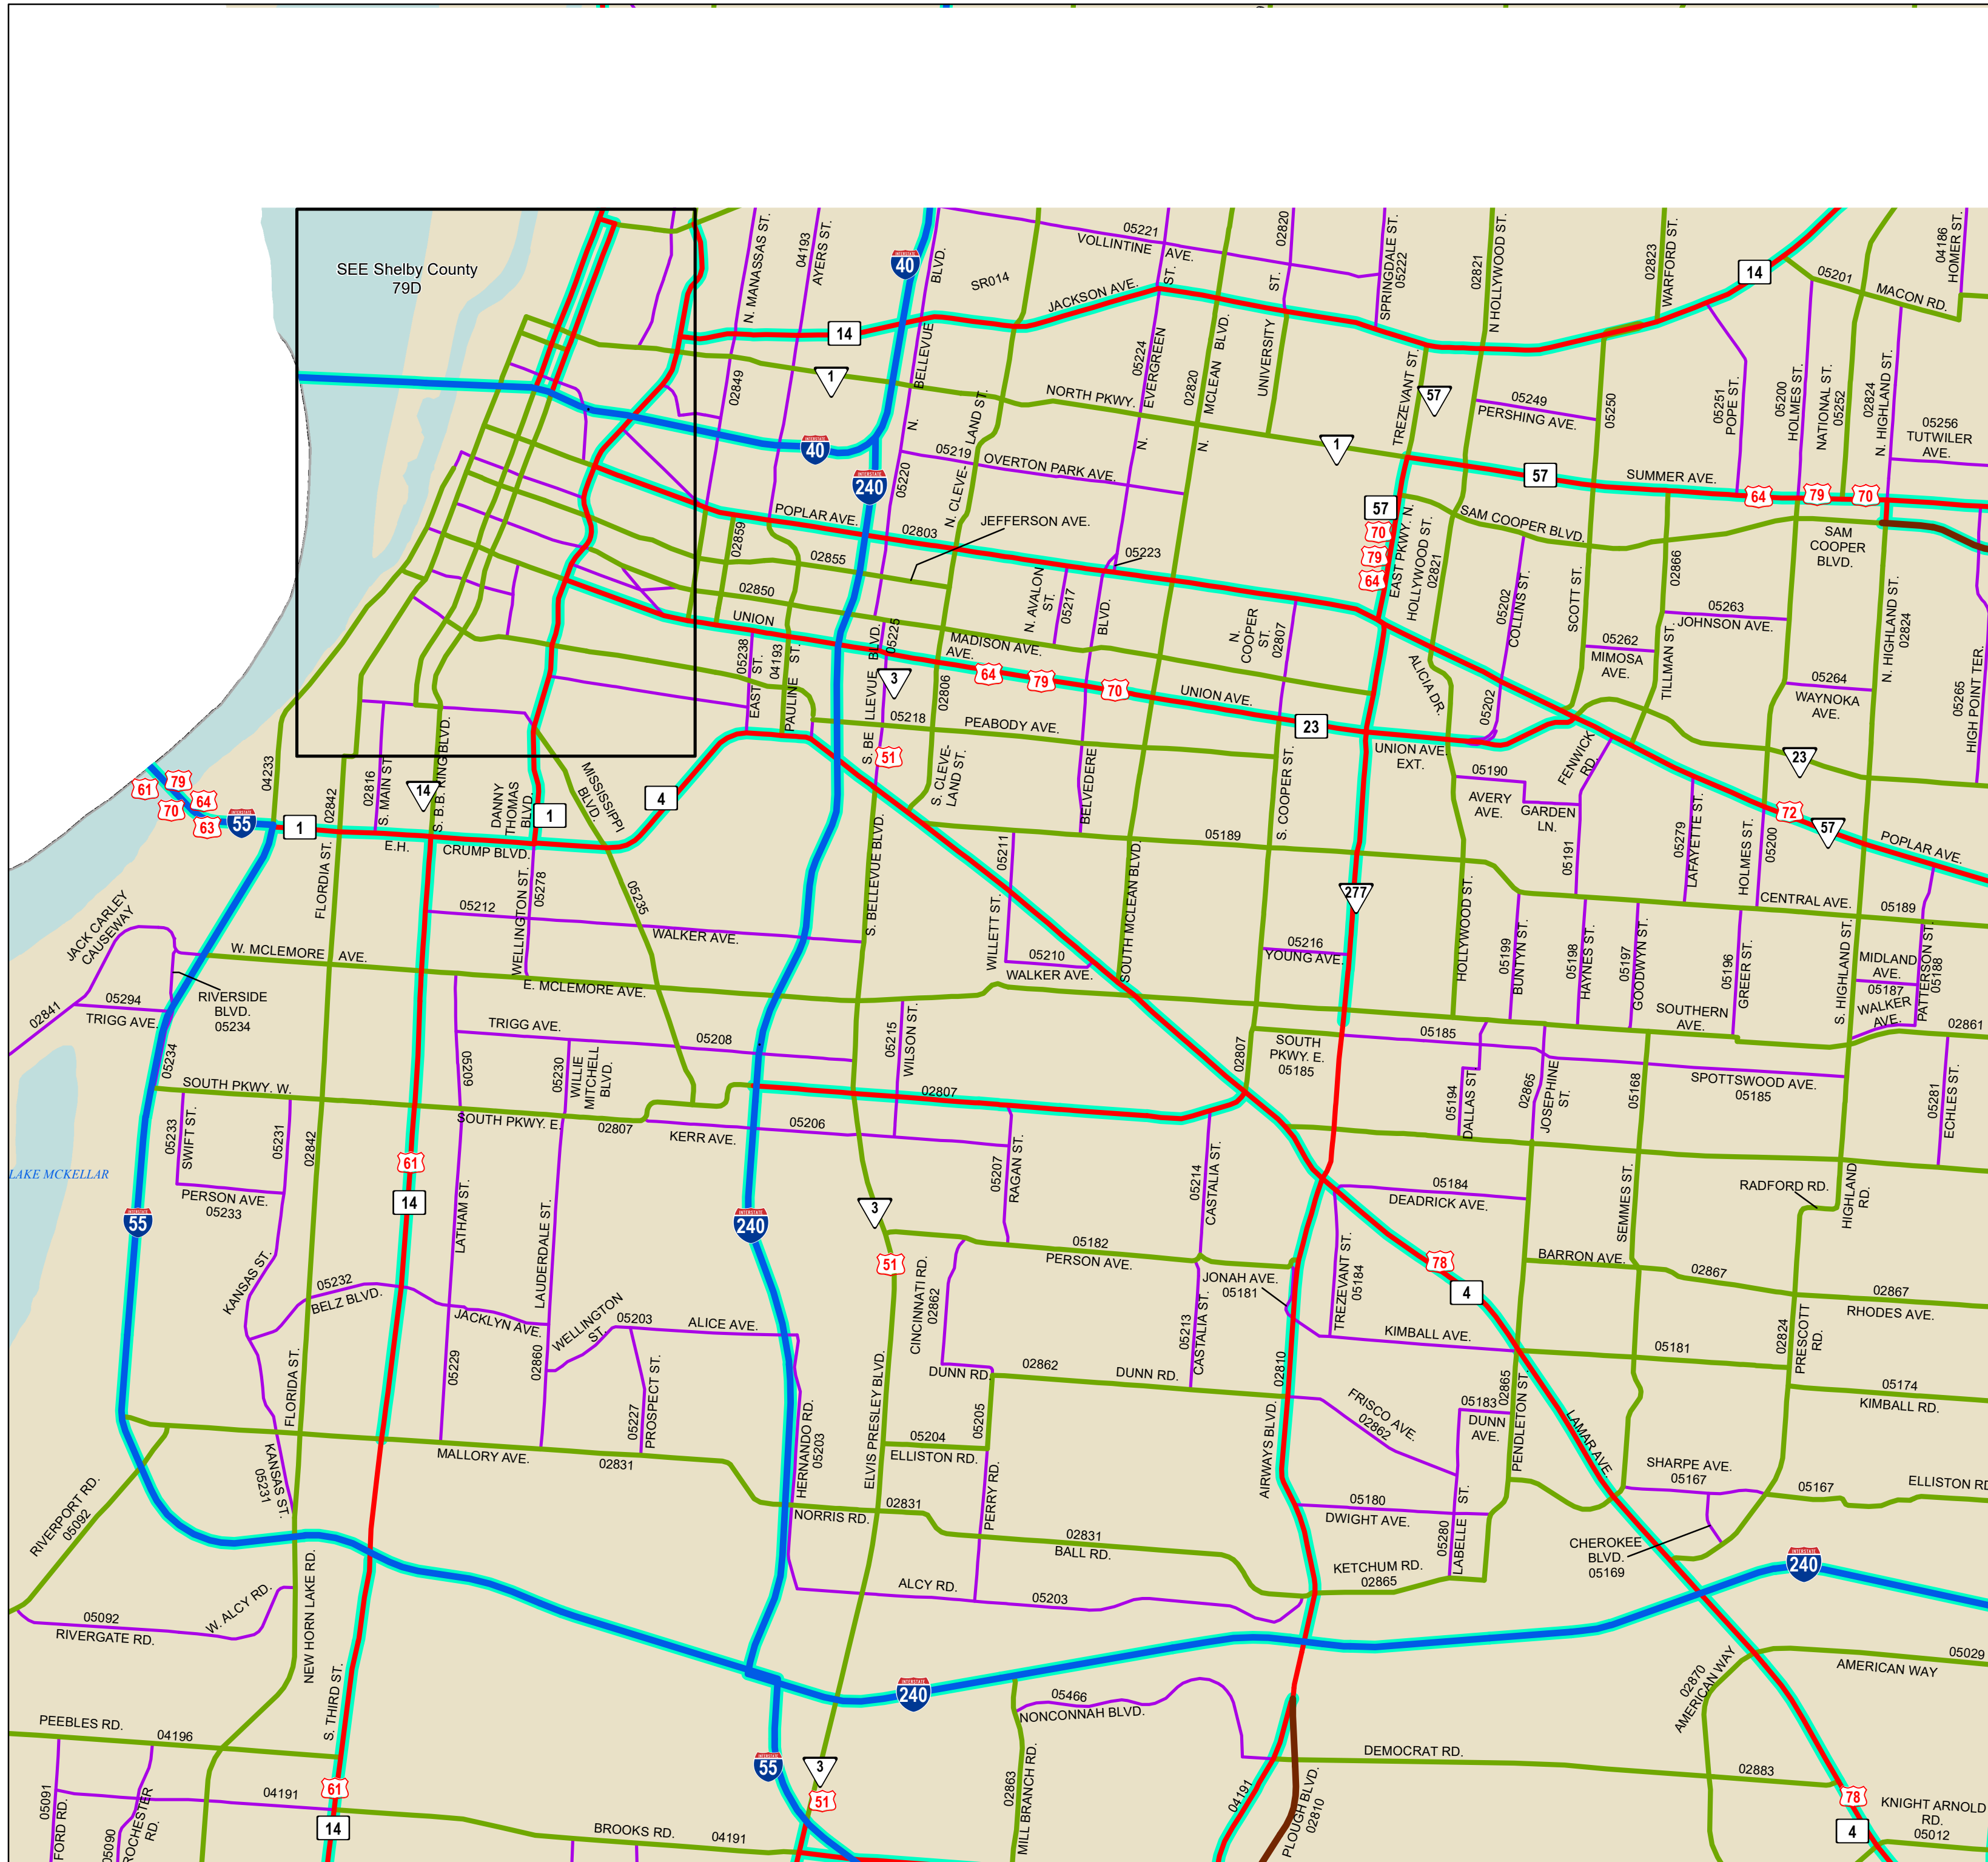 SEE Shelby County
79D
N. MANASSAS ST.
04193
AYERS ST.
40
BLVD.
SR014
05221
VOLLINTINE AVE.
ST.
02820
ST.
SPRINGDALE ST.
05222
02821
N HOLLYWOOD ST.
02823
WARFORD ST.
14
05201
MACON RD.
04186
HOMER ST.
JACKSON AVE.
14
02849
1
BELLEVUE
N.
NORTH PKWY.
05224
EVERGREEN
N.
02820
MCLEAN BLVD.
N.
UNIVERSITY
TREZEVANT ST.
57
05249
PERSHING AVE.
05250
05251
POPE ST.
05200
HOLMES ST.
NATIONAL ST.
05252
02824
N. HIGHLAND ST.
05256
TUTWILER
AVE.
40
240
05220
05219
OVERTON PARK AVE.
N. CLEVE-
LAND ST.
1
57
SUMMER AVE.
64
79
70
POPLAR AVE.
02859
02803
JEFFERSON AVE.
02855
05223
57
70
79
64
EAST PKWY. N.
HOLLYWOOD ST.
02821
SAM COOPER BLVD.
SAM
COOPER
BLVD.
02866
02850
UNION
N. AVALON
ST.
05217
BLVD.
N.
COOPER
ST.
02807
05202
COLLINS ST.
SCOTT ST.
05263
JOHNSON AVE.
05262
MIMOSA
AVE.
TILLMAN ST.
N. HIGHLAND ST.
02824
05238
EAST ST.
04193
PAULINE ST.
05225
S. BE LLEVUE BLVD.
3
MADISON AVE.
AVE.
64
79
70
UNION AVE.
02806
ALICIA DR.
05202
05264
WAYNOKA
AVE.
05265
HIGH POINT TER.
05218
PEABODY AVE.
23
UNION AVE.
EXT.
23
51
S. CLEVE-
LAND ST.
BELVEDERE
S. COOPER ST.
05190
AVERY
AVE.
GARDEN
LN.
FENWICK
RD.
72
57
POPLAR AVE.
61
79
70
64
63
55
04233
1
02842
02816
S. MAIN ST.
14
S. B.B. KING BLVD.
DANNY
THOMAS
BLVD.
1
MISSISSIPPI
BLVD.
4
E.H.
CRUMP BLVD.
FLORDIA ST.
05211
05189
05191
05279
LAFAYETTE ST.
HOLMES ST.
05200
JACK CARLEY
CAUSEWAY
05212
WELLINGTON ST.
05278
05235
WALKER AVE.
S. BELLEVUE BLVD.
WILLETT ST.
05210
WALKER AVE.
SOUTH MCLEAN BLVD.
277
05216
YOUNG AVE.
HOLLYWOOD ST.
05199
BUNTYN ST.
05198
HAYNES ST.
05197
GOODWYN ST.
05196
GREER ST.
CENTRAL AVE.
05189
S. HIGHLAND ST.
MIDLAND
AVE.
05187
WALKER
AVE.
PATTERSON ST.
05188
W. MCLEMORE AVE.
E. MCLEMORE AVE.
02841
05294
TRIGG AVE.
RIVERSIDE
BLVD.
05234
05234
TRIGG AVE.
05208
05209
05230
WILLIE
MITCHELL
BLVD.
05215
WILSON ST.
02807
SOUTH
PKWY. E.
05185
05185
SOUTHERN
AVE.
02861
SPOTTSWOOD AVE.
05185
05194
DALLAS ST.
02865
JOSEPHINE
ST.
05168
05281
ECHLES ST.
SOUTH PKWY. W.
SOUTH PKWY. E.
02807
02807
05233
SWIFT ST.
05231
02842
KERR AVE.
05206
05207
RAGAN ST.
05214
CASTALIA ST.
LAKE MCKELLAR
PERSON AVE.
05233
61
14
55
240
3
51
05184
DEADRICK AVE.
RADFORD RD.
HIGHLAND
RD.
SEMMES ST.
LATHAM ST.
LAUDERDALE ST.
KANSAS ST.
05232
BELZ BLVD.
JACKLYN AVE.
WELLINGTON
ST.
05203
ALICE AVE.
CINCINNATI RD.
02862
05182
PERSON AVE.
JONAH AVE.
05181
TREZEVANT ST.
05184
78
4
BARRON AVE.
02867
02867
RHODES AVE.
05229
02860
05227
PROSPECT ST.
FLORIDA ST.
KANSAS ST.
05231
DUNN RD.
02862
DUNN RD.
05213
CASTALIA ST.
02810
KIMBALL AVE.
05181
02824
PRESCOTT
RD.
05174
KIMBALL RD.
FRISCO AVE.
02862
05183
DUNN
AVE.
02865
PENDLETON ST.
LAMAR AVE.
MALLORY AVE.
02831
HERNANDO RD.
05203
ELVIS PRESLEY BLVD.
05205
05204
ELLISTON RD.
PERRY RD.
AIRWAYS BLVD.
SHARPE AVE.
05167
05167
ELLISTON RD
RIVERPORT RD.
05092
NORRIS RD.
02831
02831
BALL RD.
05180
DWIGHT AVE.
KETCHUM RD.
02865
05280
LABELLE ST.
CHEROKEE
BLVD.
05169
240
05092
RIVERGATE RD.
W. ALCY RD.
NEW HORN LAKE RD.
ALCY RD.
05203
S. THIRD ST.
240
05466
NONCONNAH BLVD.
02870
AMERICAN WAY
05029
AMERICAN WAY
PEEBLES RD.
04196
55
3
51
DEMOCRAT RD.
02883
05091
FORD RD.
05090
ROCHESTER
RD.
04191
61
14
BROOKS RD.
04191
02863
MILL BRANCH RD.
04191
PLOUGH BLVD.
02810
78
4
KNIGHT ARNOLD
RD.
05012